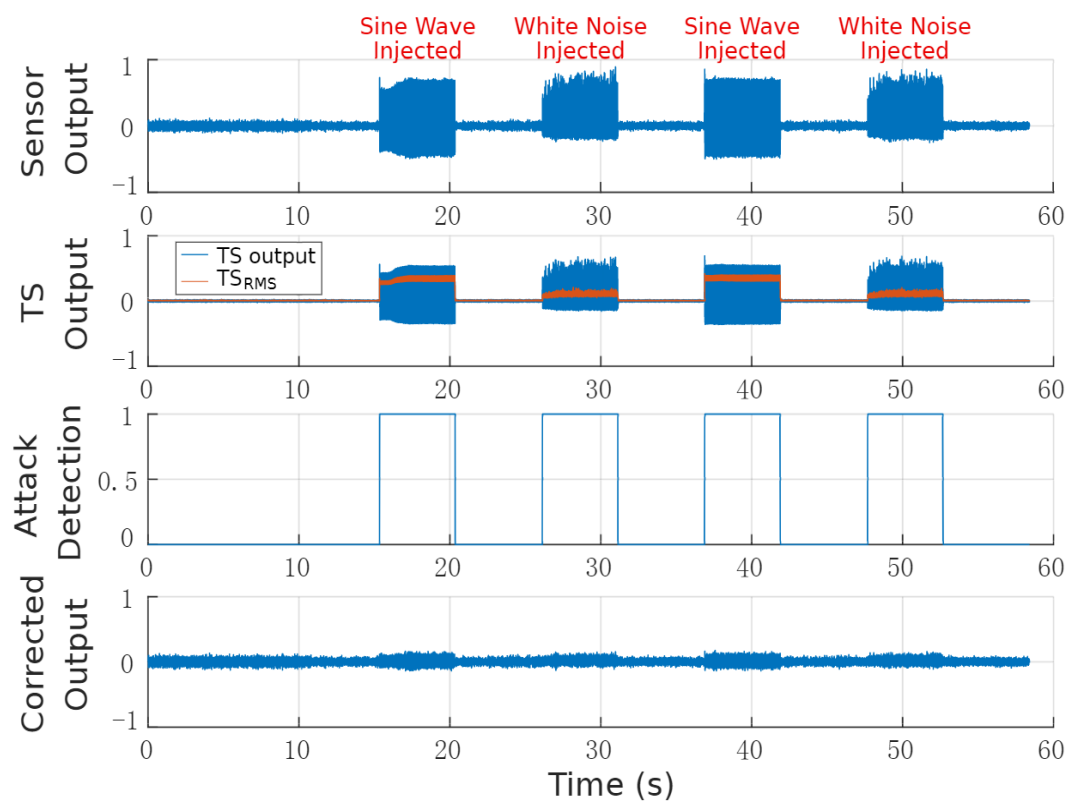 Sine Wave
Injected
White Noise
Injected
Sine Wave
Injected
White Noise
Injected
Sensor
Output
1
0
−1
0 10 20 30 40 50 60
TS
Output
1
0
−1
TS output
TSRMS
0 10 20 30 40 50 60
Attack
Detection
1
0.5
0
0 10 20 30 40 50 60
Corrected
Output
1
0
−1
0 10 20 30 40 50 60
Time (s)